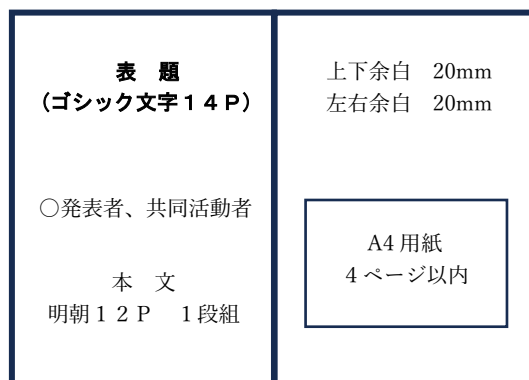 表　題
（ゴシック文字１４Ｐ）
○発表者、共同活動者
本　文
明朝１２Ｐ　１段組
上下余白　20mm
左右余白　20mm
A4 用紙
4 ページ以内